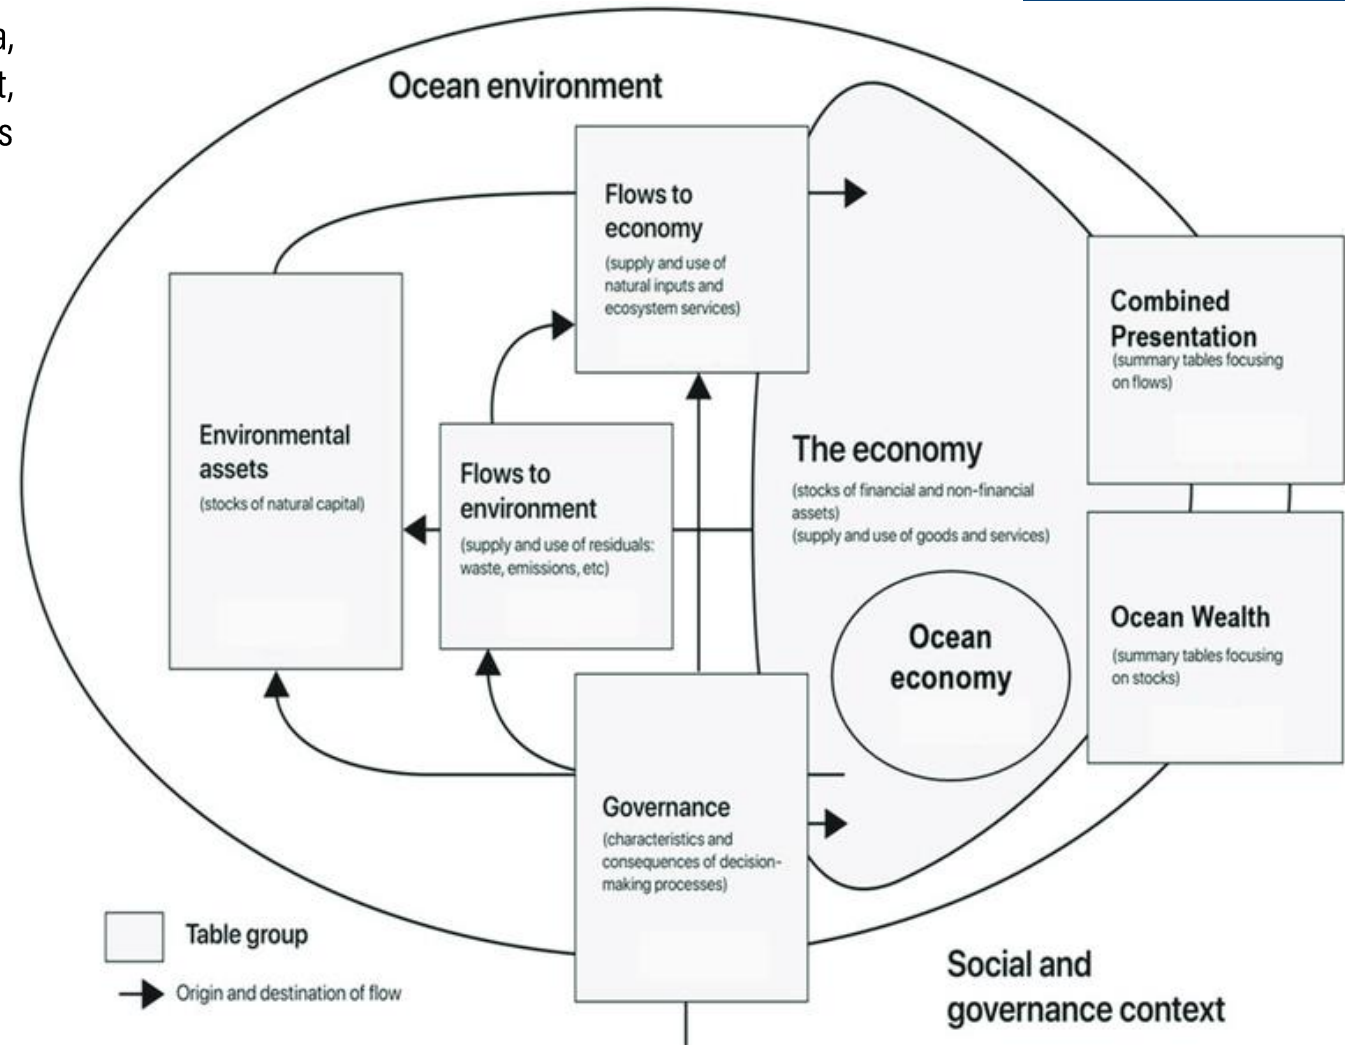 a,
t,
s
Ocean environment
Flows to
economy
(supply and use of
natural inputs and
ecosystem services)
Combined
Presentation
(summary tables focusing
on flows)
Environmental
assets
(stocks of natural capital)
Flows to
environment
(supply and use of residuals:
waste, emissions, etc)
The economy
(stocks of financial and non-financial
assets)
(supply and use of goods and services)
Ocean
economy
Ocean Wealth
(summary tables focusing
on stocks)
Governance
(characteristics and
consequences of decision-
making processes)
Table group
Origin and destination of flow
Social and
governance context